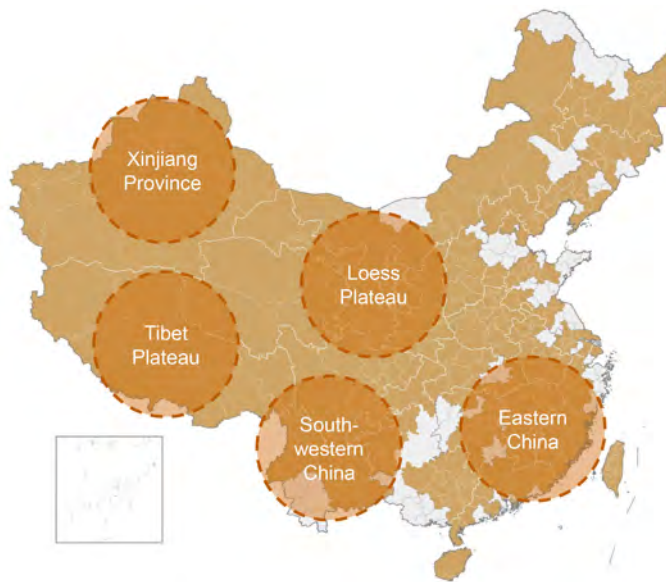 Xinjiang
Province
Loess
Plateau
Tibet
Plateau
South-
western
China
Eastern
China